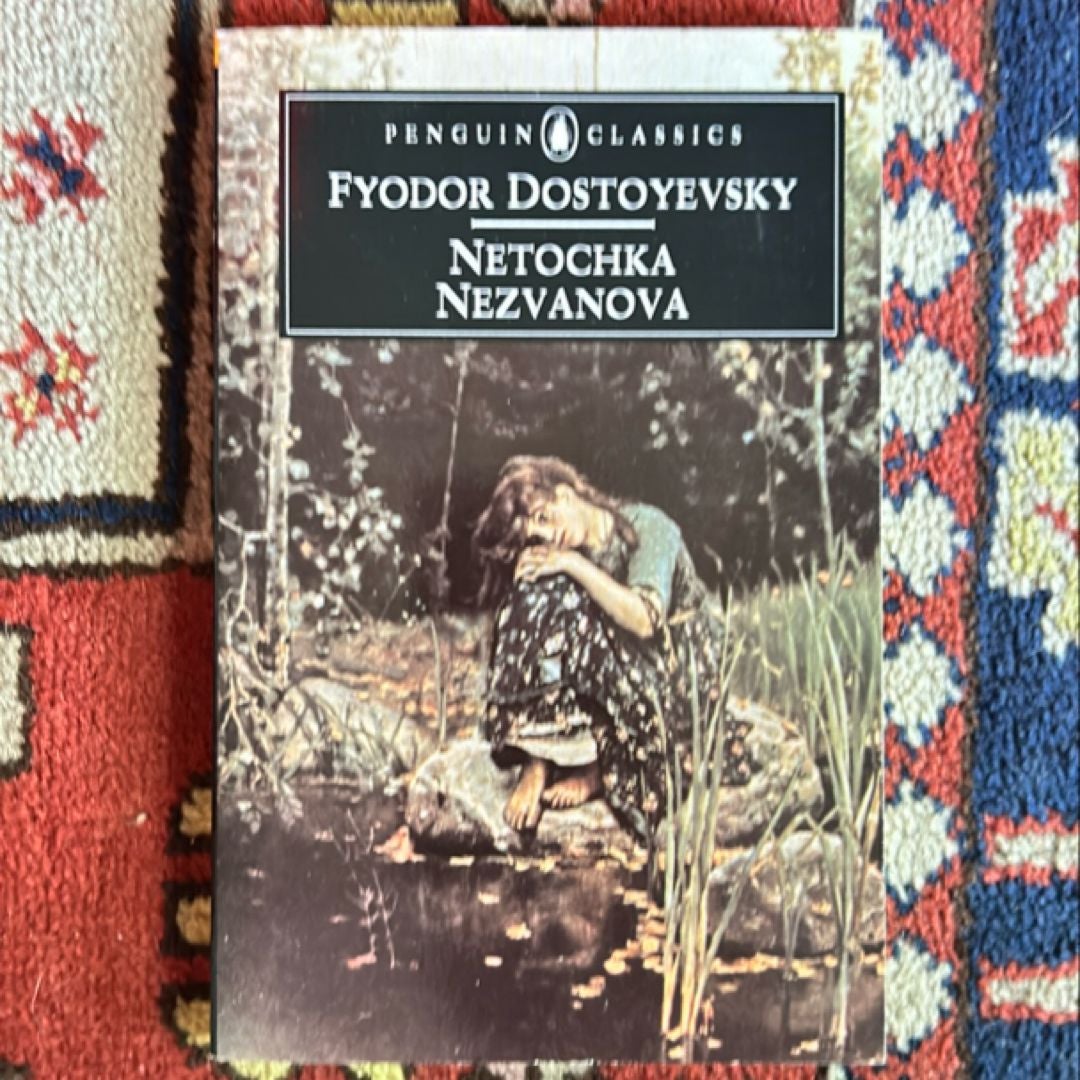 PENGUIN CLASSICS
FYODOR DOSTOYEVSKY
NETOCHKA
NEZVANOVA